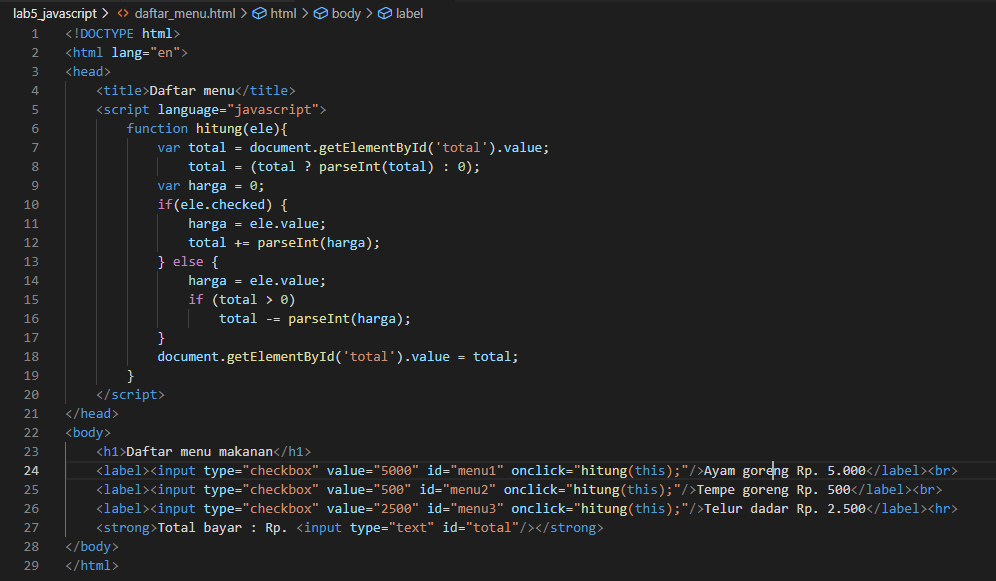 lab5_javascript > <> daftar_menu.html > html > body > label
1 <!DOCTYPE html>
2 <html lang="en">
3 <head>
4     <title>Daftar menu</title>
5     <script language="javascript">
6         function hitung(ele){
7             var total = document.getElementById('total').value;
8                 total = (total ? parseInt(total) : 0);
9             var harga = 0;
10             if(ele.checked) {
11                 harga = ele.value;
12                 total += parseInt(harga);
13             } else {
14                 harga = ele.value;
15                 if (total > 0)
16                     total -= parseInt(harga);
17             }
18             document.getElementById('total').value = total;
19         }
20     </script>
21 </head>
22 <body>
23     <h1>Daftar menu makanan</h1>
24     <label><input type="checkbox" value="5000" id="menu1" onclick="hitung(this);"/>Ayam goreng Rp. 5.000</label><br>
25     <label><input type="checkbox" value="500" id="menu2" onclick="hitung(this);"/>Tempe goreng Rp. 500</label><br>
26     <label><input type="checkbox" value="2500" id="menu3" onclick="hitung(this);"/>Telur dadar Rp. 2.500</label><hr>
27     <strong>Total bayar : Rp. <input type="text" id="total"/></strong>
28 </body>
29 </html>